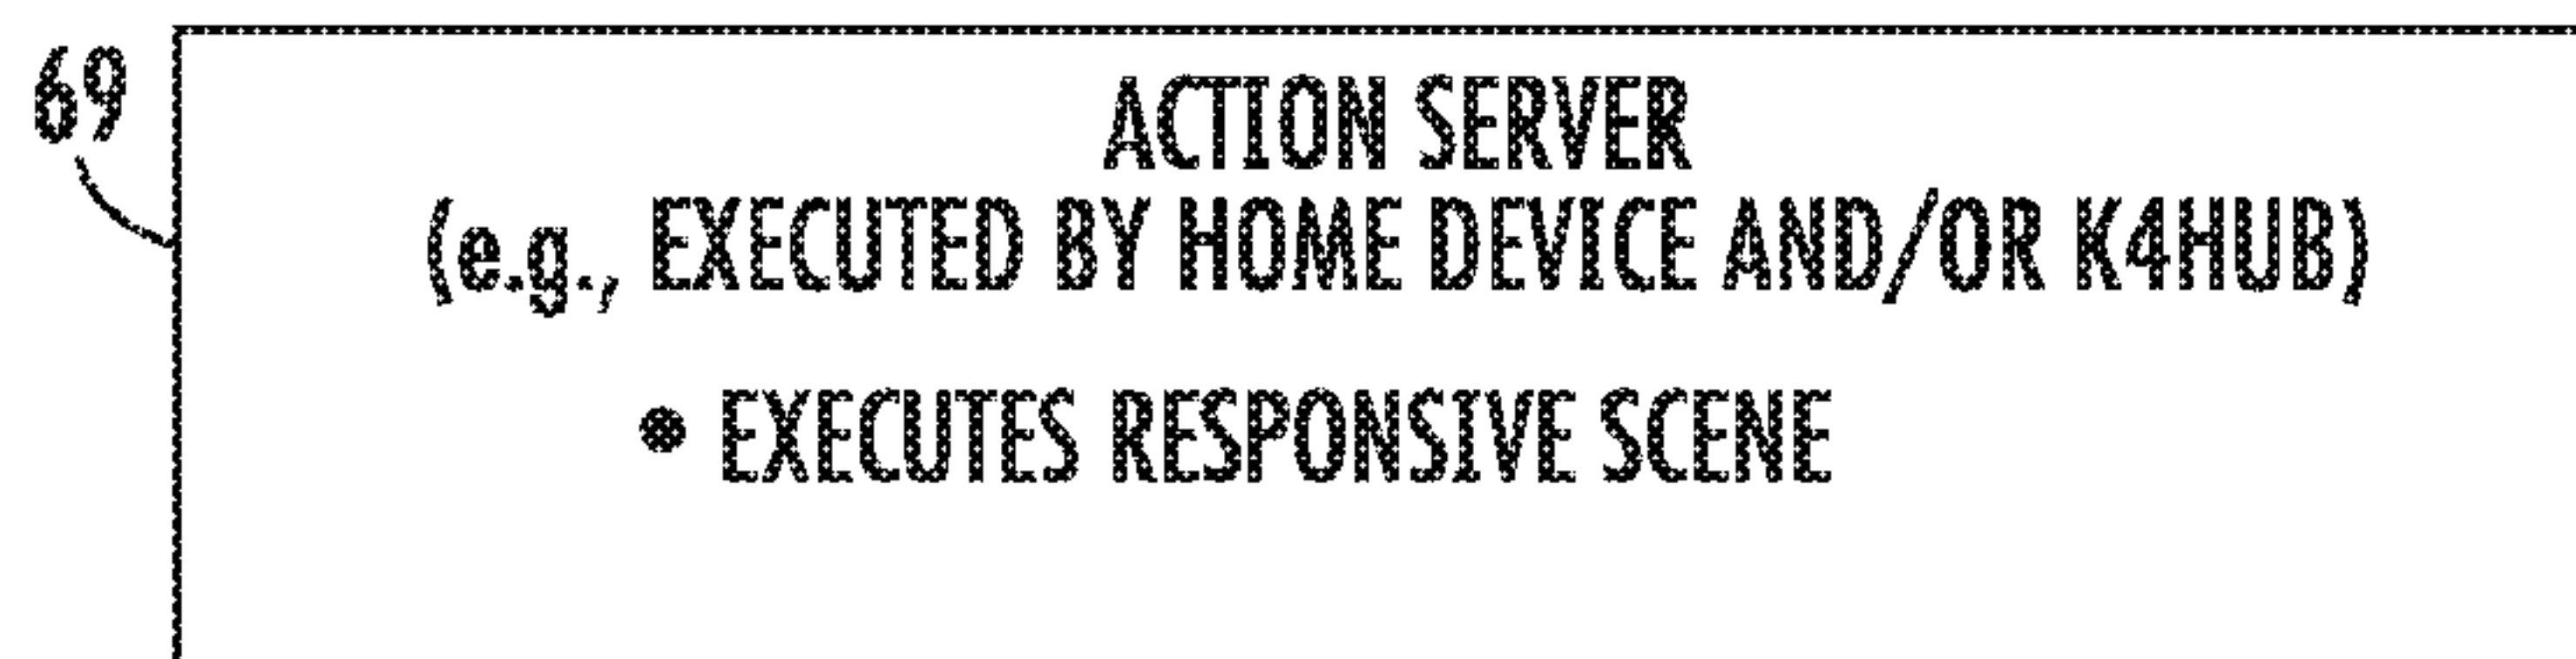 69
ACTION SERVER
(e.g., EXECUTED BY HOME DEVICE AND/OR K4HUB)
• EXECUTES RESPONSIVE SCENE